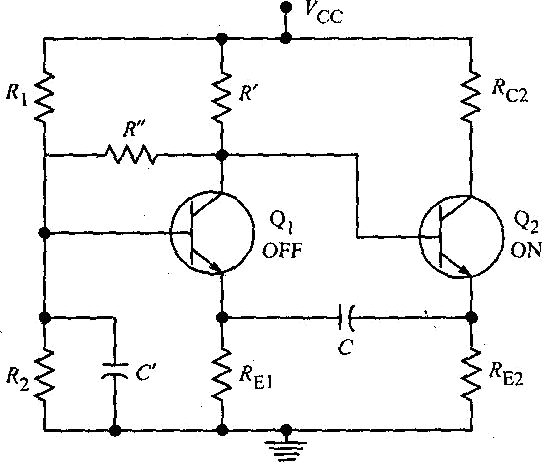 V_CC
R_1
R′
R_C2
R″
Q_1
OFF
Q_2
ON
C
R_2
C′
R_E1
R_E2